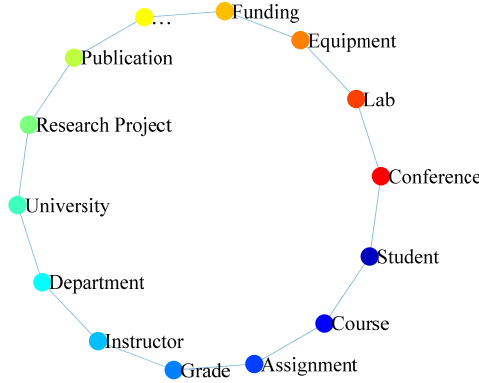 … Funding
Equipment
Publication
Lab
Research Project
Conference
University
Student
Department
Course
Instructor
Assignment
Grade